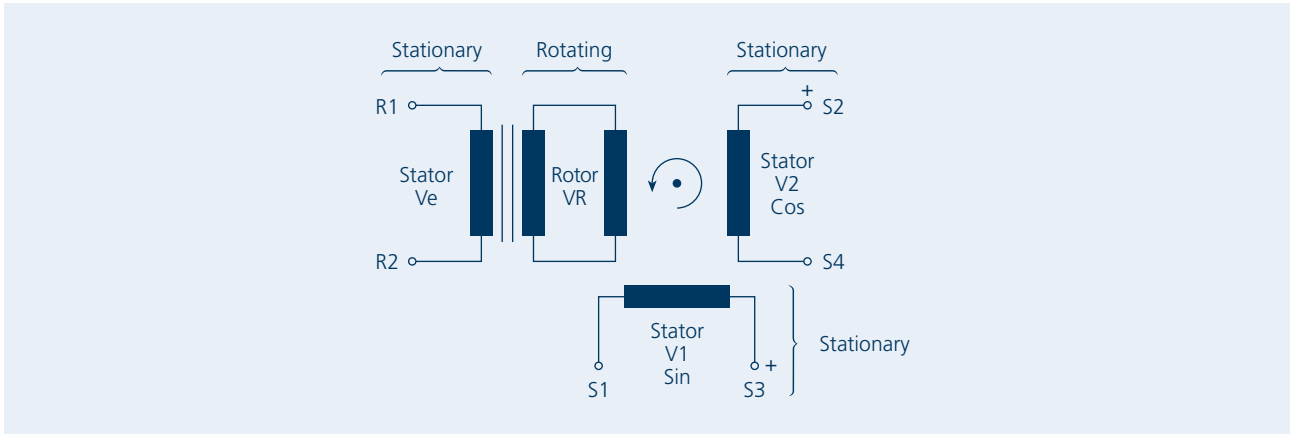 Stationary
Rotating
Stationary
R1
+
S2
Stator
Ve
Rotor
VR
Stator
V2
Cos
R2
S4
Stator
V1
Sin
Stationary
S1
S3
+